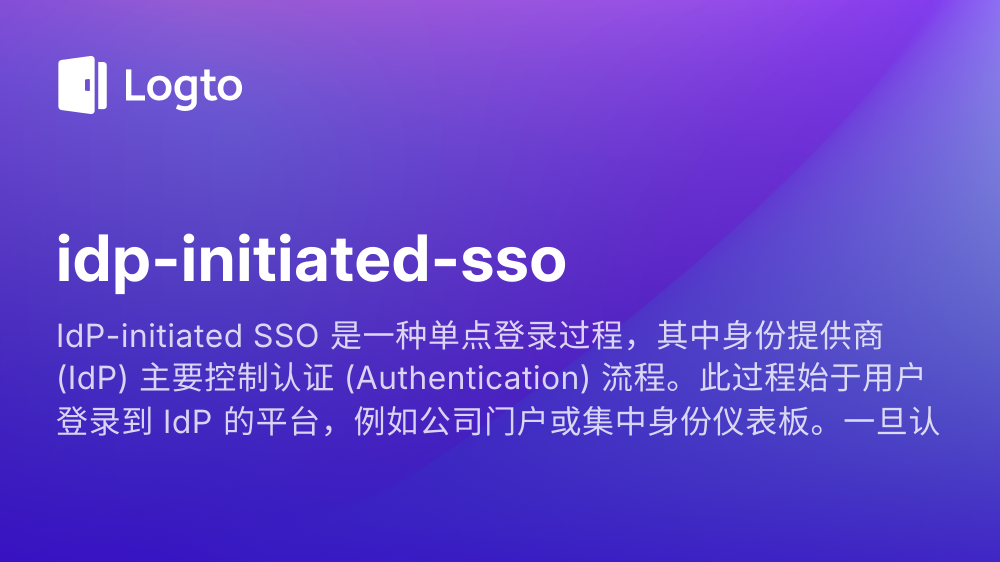 Logto
idp-initiated-sso
IdP-initiated SSO 是一种单点登录过程，其中身份提供商
(IdP) 主要控制认证 (Authentication) 流程。此过程始于用户
登录到 IdP 的平台，例如公司门户或集中身份仪表板。一旦认